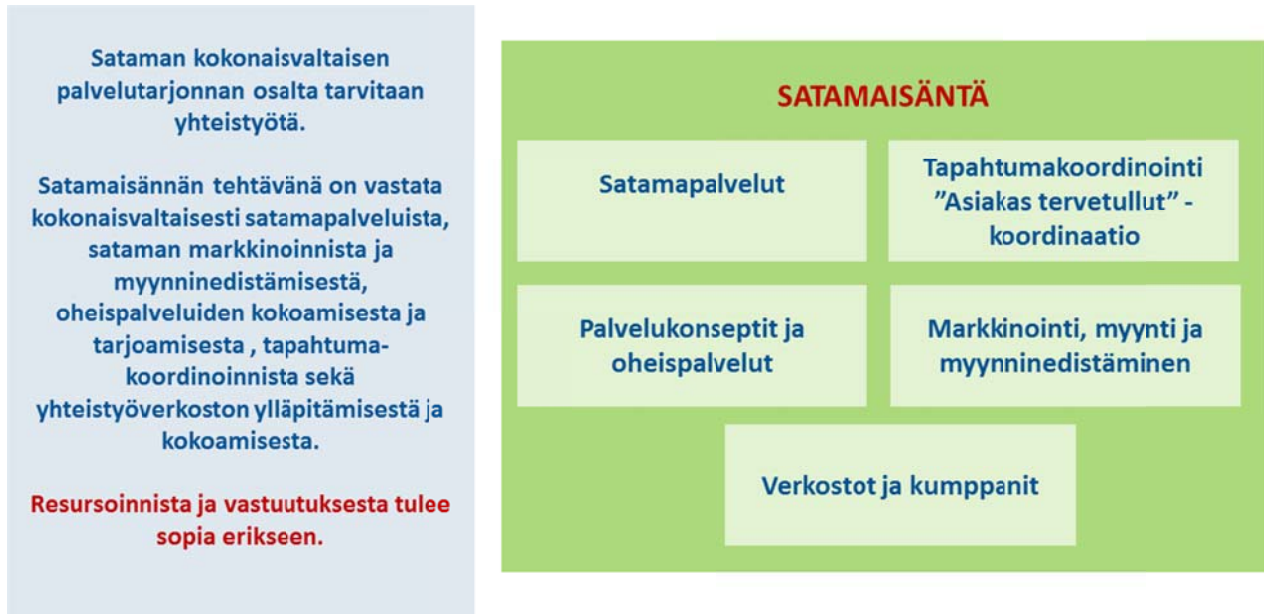 Sataman kokonaisvaltaisen
palvelutarjonnan osalta tarvitaan
yhteistyötä.
Satamaisännän tehtävänä on vastata
kokonaisvaltaisesti satamapalveluista,
sataman markkinoinnista ja
myynninedistämisestä,
oheispalveluiden kokoamisesta ja
tarjoamisesta , tapahtuma-
koordinoinnista sekä
yhteistyöverkoston ylläpitämisestä ja
kokoamisesta.
Resursoinnista ja vastuutuksesta tulee
sopia erikseen.
SATAMAISÄNTÄ
Satamapalvelut
Tapahtumakoordinointi
”Asiakas tervetullut” -
koordinaatio
Palvelukonseptit ja
oheispalvelut
Markkinointi, myynti ja
myynninedistäminen
Verkostot ja kumppanit